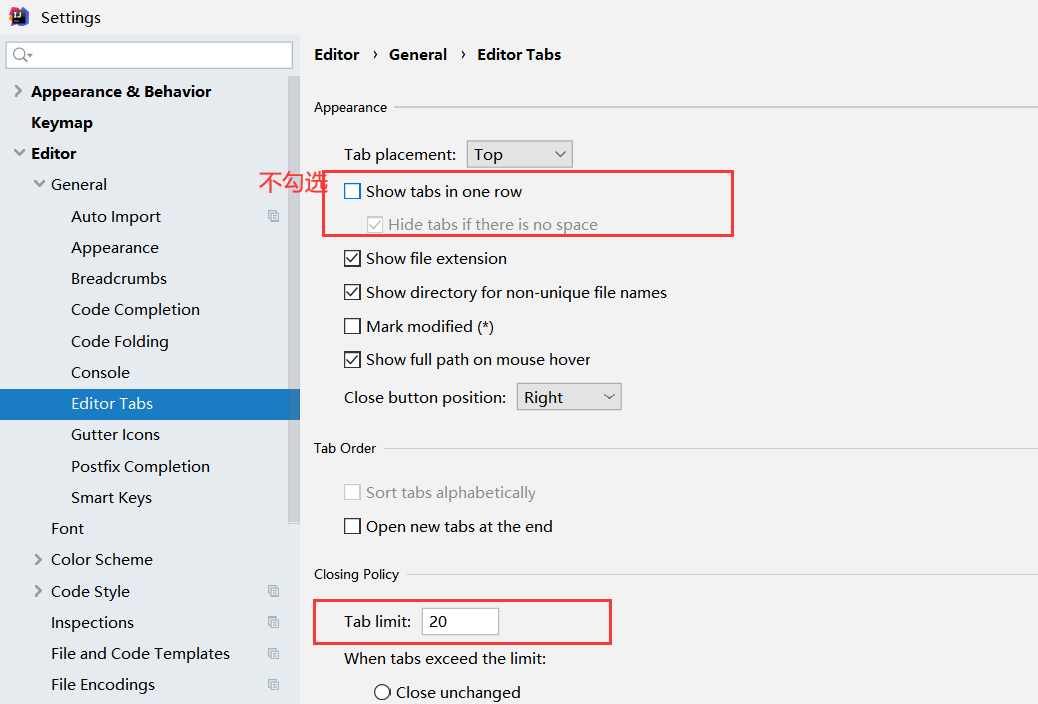 Settings
Appearance & Behavior
Keymap
Editor
General
Auto Import
Appearance
Breadcrumbs
Code Completion
Code Folding
Console
Editor Tabs
Gutter Icons
Postfix Completion
Smart Keys
Font
Color Scheme
Code Style
Inspections
File and Code Templates
File Encodings
Editor › General › Editor Tabs
Appearance
Tab placement: Top
不勾选
Show tabs in one row
Hide tabs if there is no space
Show file extension
Show directory for non-unique file names
Mark modified (*)
Show full path on mouse hover
Close button position: Right
Tab Order
Sort tabs alphabetically
Open new tabs at the end
Closing Policy
Tab limit: 20
When tabs exceed the limit:
Close unchanged